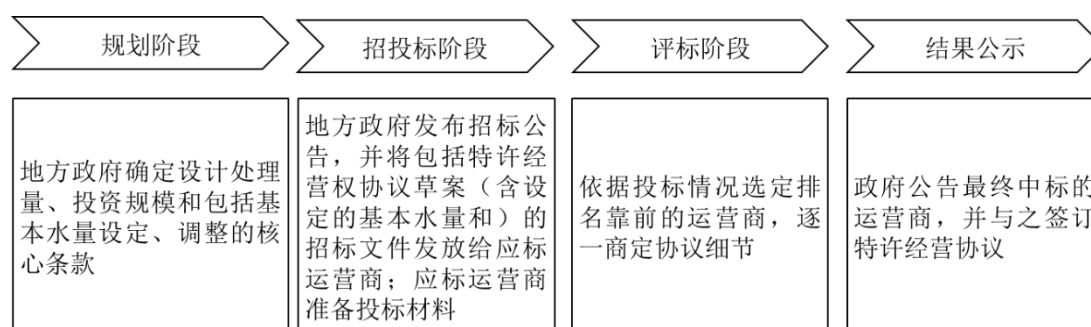 规划阶段
招投标阶段
评标阶段
结果公示
地方政府确定设计处理
量、投资规模和包括基
本水量设定、调整的核
心条款
地方政府发布招标公
告，并将包括特许经
营权协议草案（含设
定的基本水量和）的
招标文件发放给应标
运营商；应标运营商
准备投标材料
依据投标情况选定排
名靠前的运营商，逐
一商定协议细节
政府公告最终中标的
运营商，并与之签订
特许经营协议